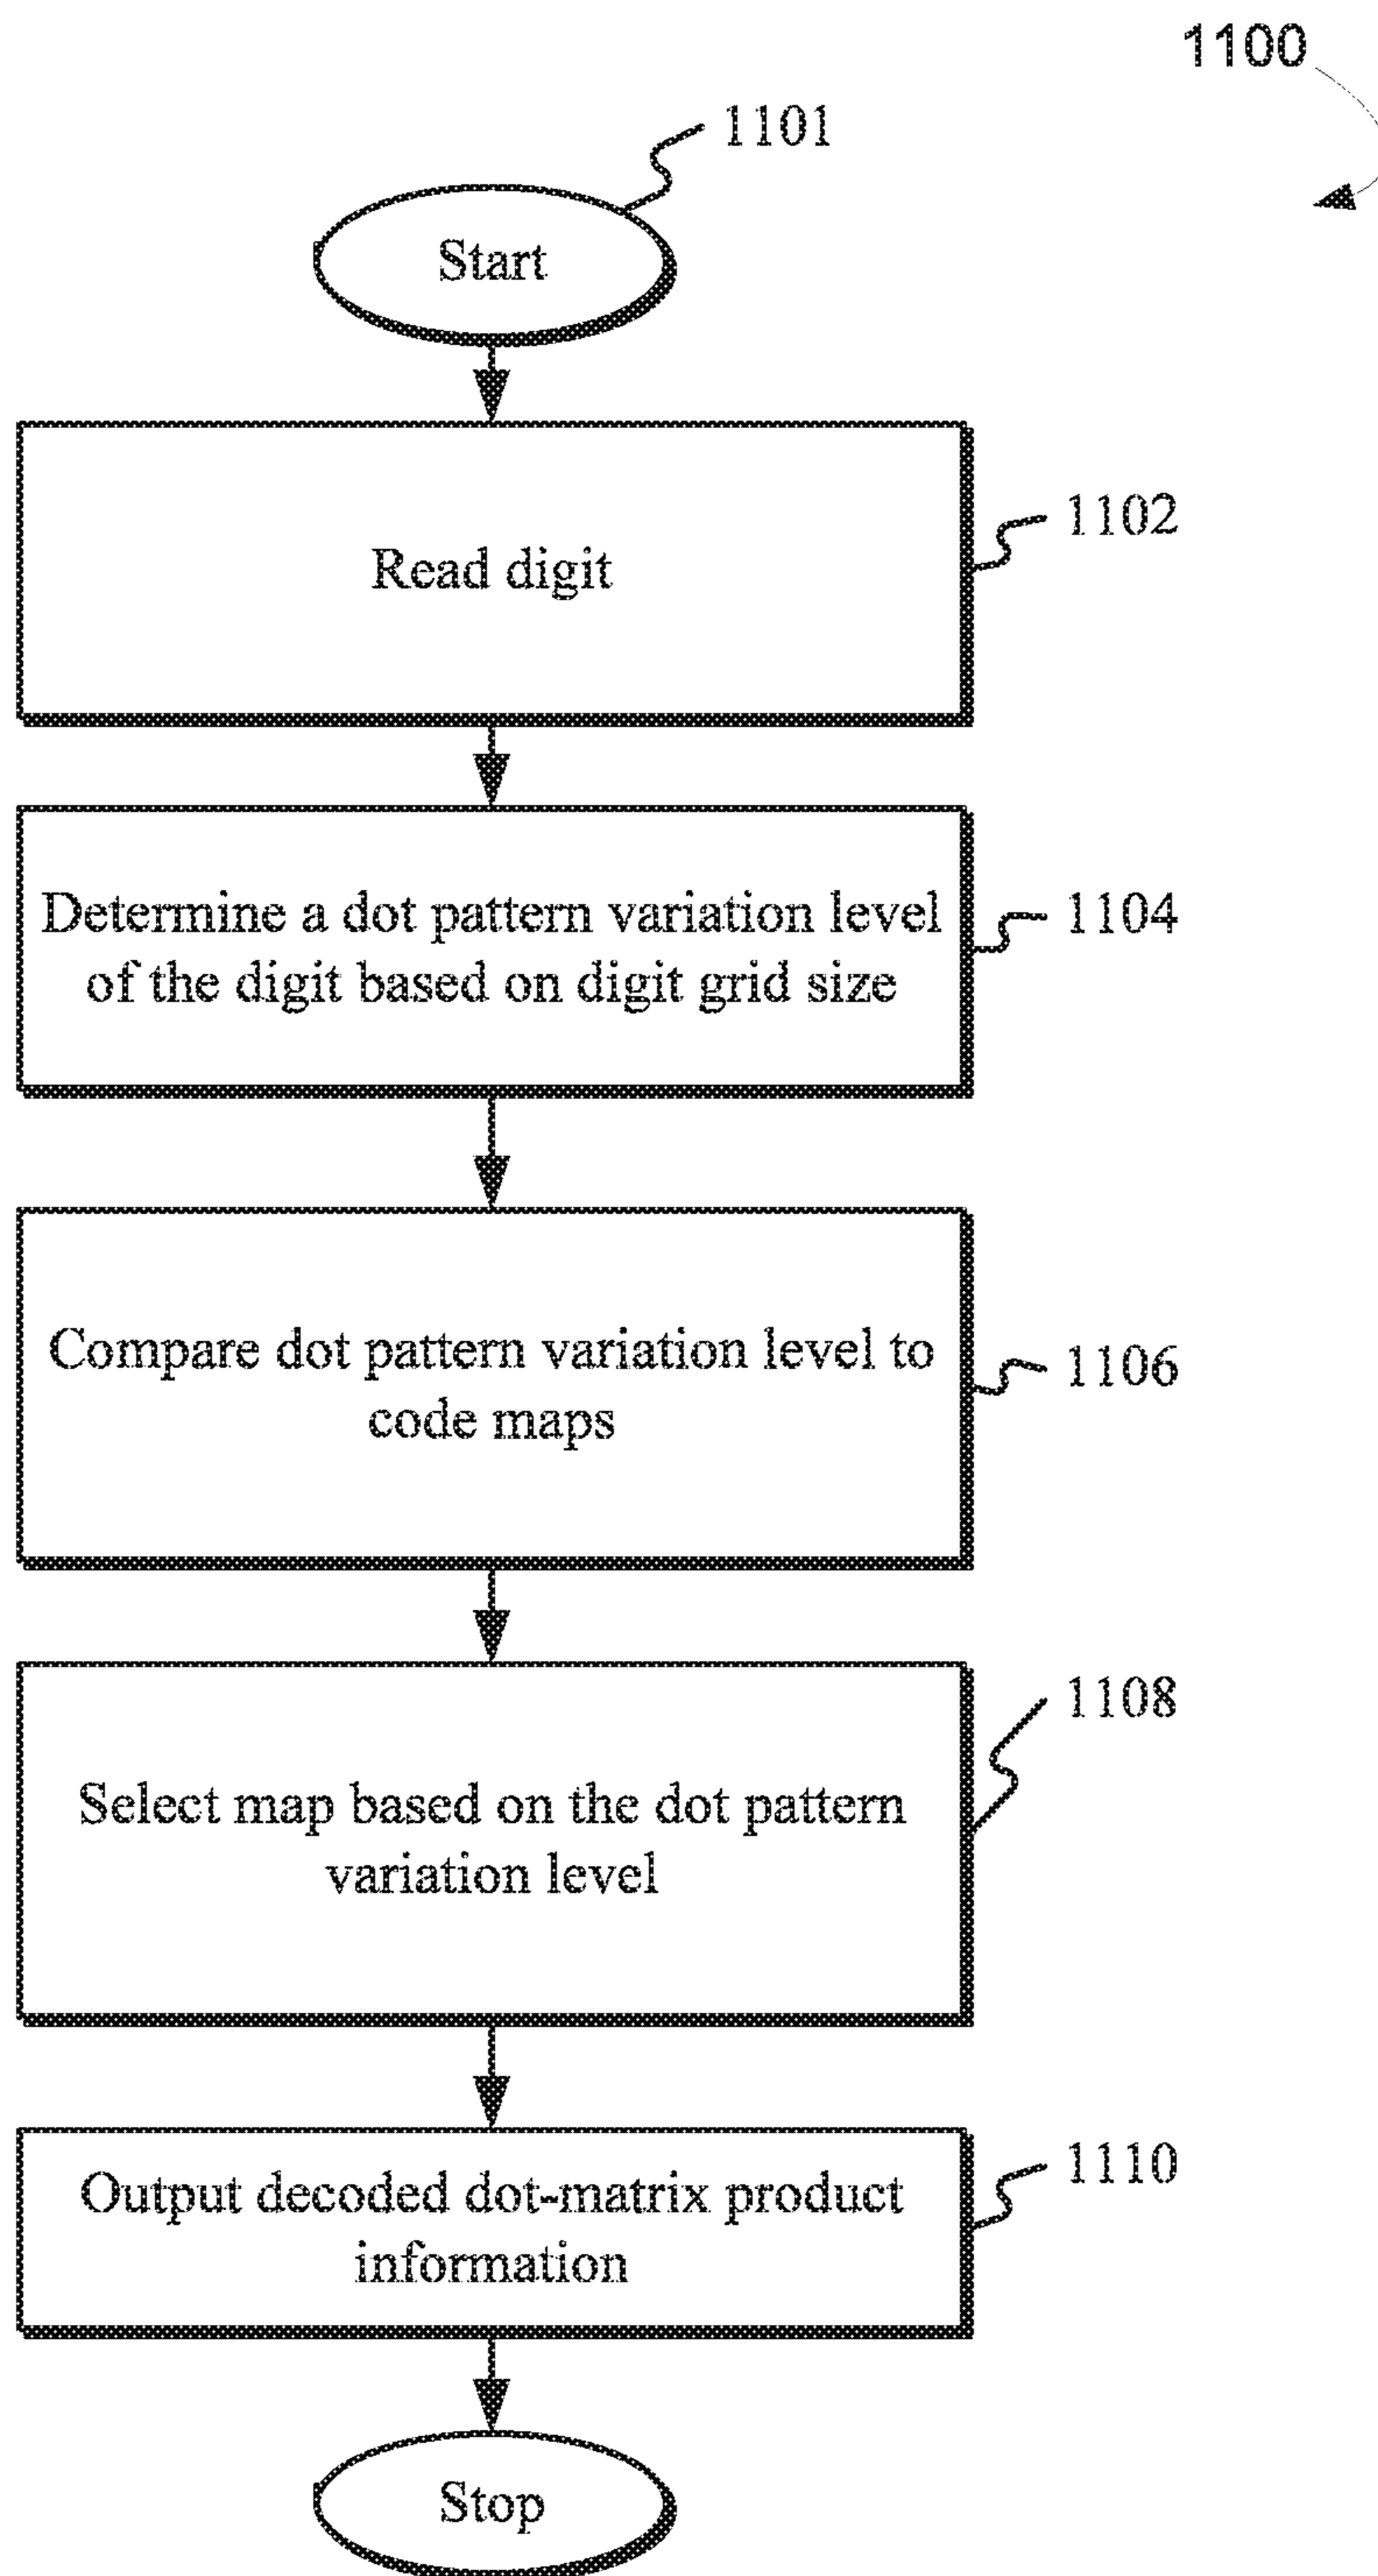 1100
1101
Start
Read digit
1102
Determine a dot pattern variation level
of the digit based on digit grid size
1104
Compare dot pattern variation level to
code maps
1106
Select map based on the dot pattern
variation level
1108
Output decoded dot-matrix product
information
1110
Stop